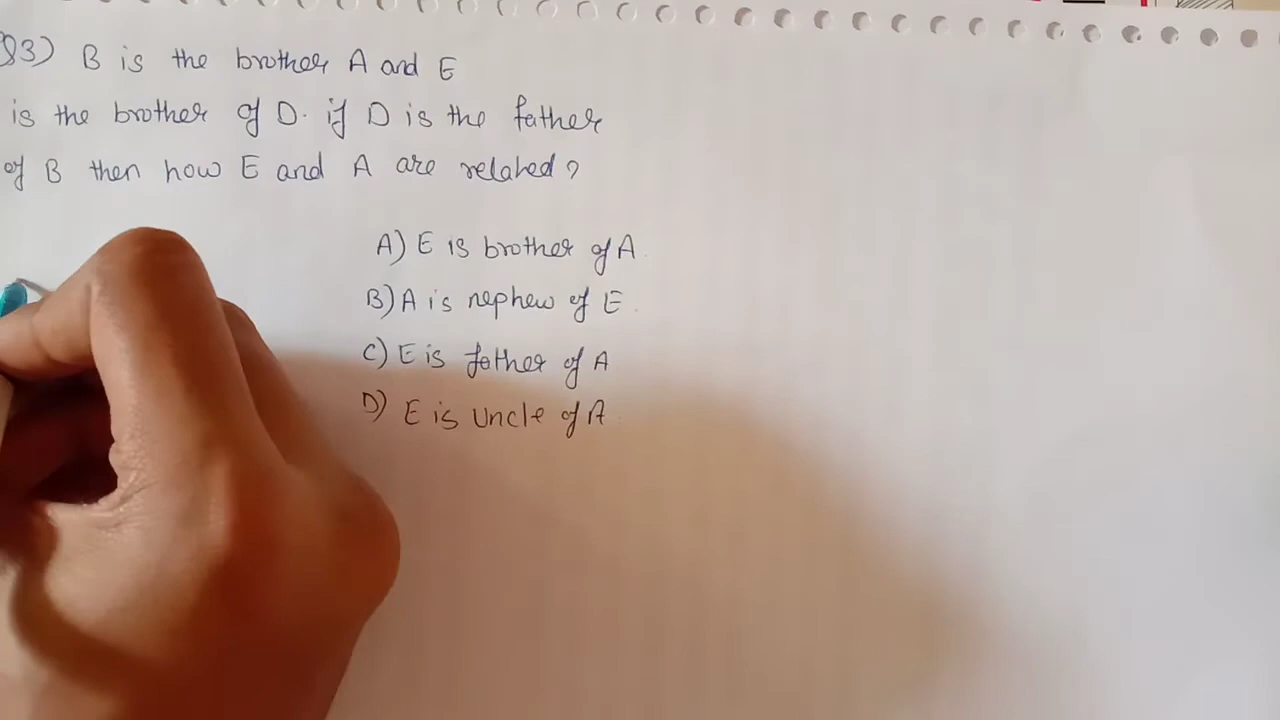 Q3) B is the brother A and E
is the brother of D. if D is the father
of B then how E and A are related?
A) E is brother of A.
B) A is nephew of E.
C) E is father of A
D) E is Uncle of A.